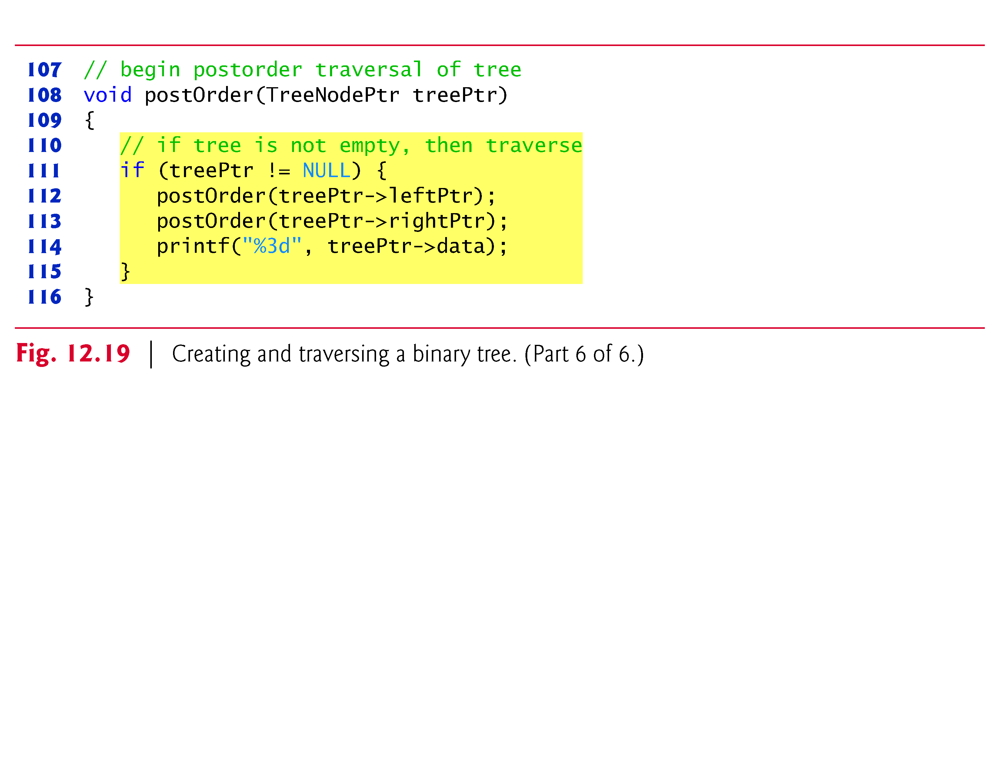 107 // begin postorder traversal of tree
108 void postOrder(TreeNodePtr treePtr)
109 {
110    // if tree is not empty, then traverse
111    if (treePtr != NULL) {
112       postOrder(treePtr->leftPtr);
113       postOrder(treePtr->rightPtr);
114       printf("%3d", treePtr->data);
115    }
116 }
Fig. 12.19 | Creating and traversing a binary tree. (Part 6 of 6.)